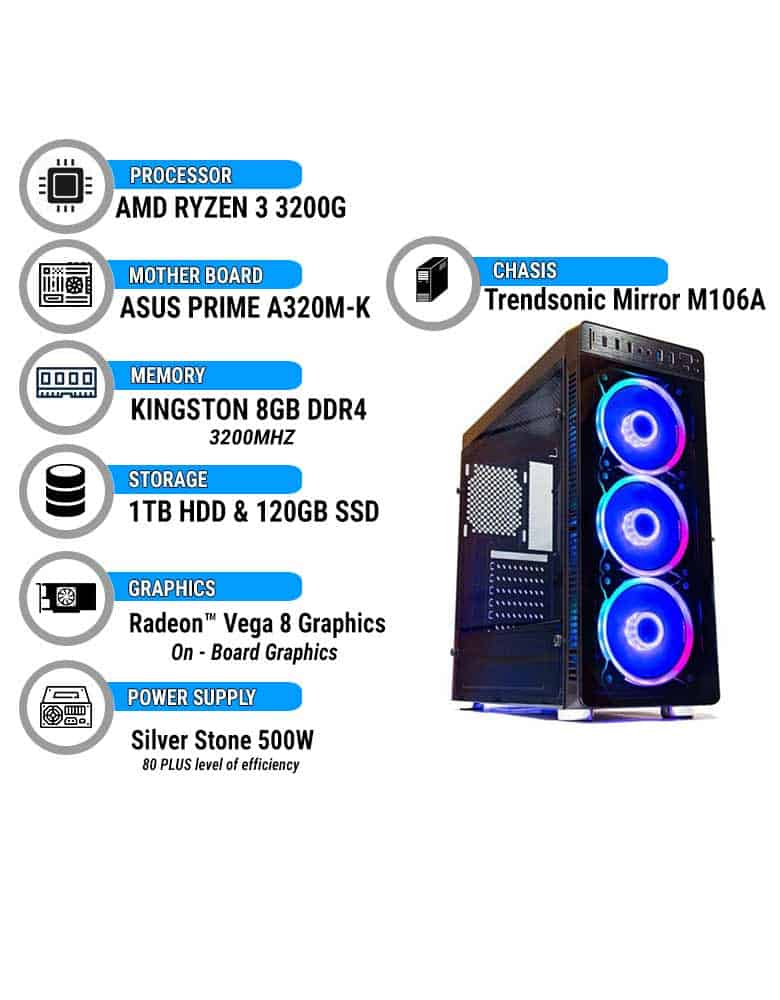 PROCESSOR
AMD RYZEN 3 3200G
MOTHER BOARD
ASUS PRIME A320M-K
MEMORY
KINGSTON 8GB DDR4
3200MHZ
STORAGE
1TB HDD & 120GB SSD
GRAPHICS
Radeon™ Vega 8 Graphics
On - Board Graphics
POWER SUPPLY
Silver Stone 500W
80 PLUS level of efficiency
CHASIS
Trendsonic Mirror M106A